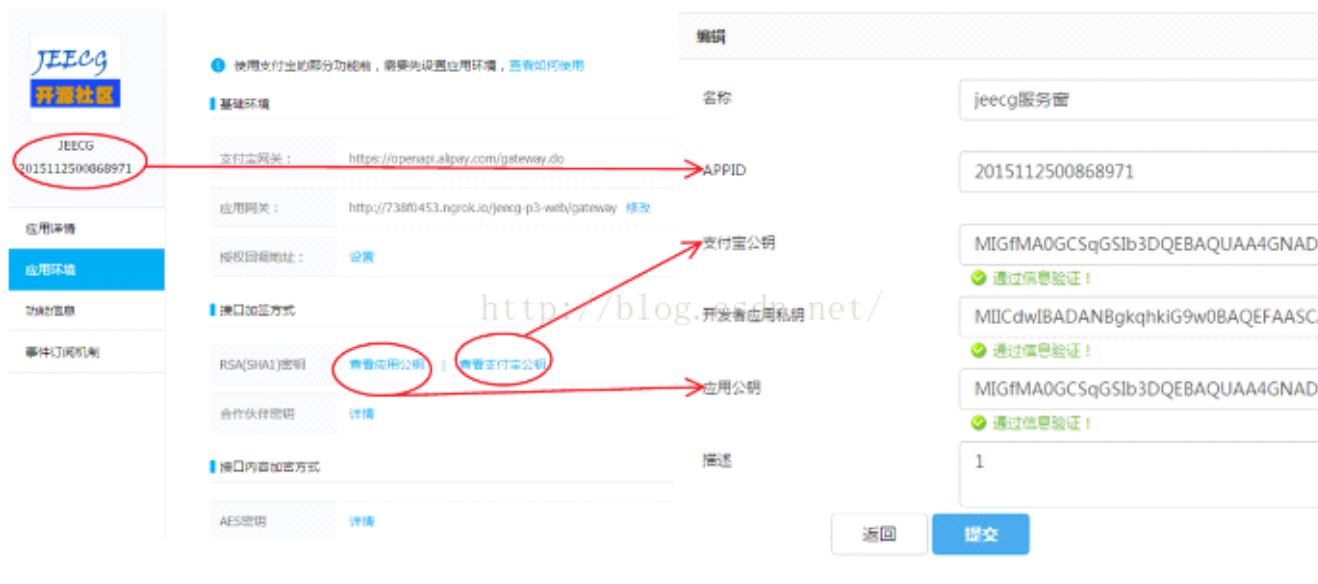 JEECG
开源社区
JEECG
2015112500868971
应用详情
应用环境
功能信息
事件订阅机制
使用支付宝的部分功能前，需要先设置应用环境，查看如何使用
基础环境
支付宝网关：
https://openapi.alipay.com/gateway.do
应用网关：
http://738f0453.ngrok.io/jeecg-p3-web/gateway 修改
授权回调地址：
设置
接口加签方式
RSA(SHA1)密钥
查看应用公钥 | 查看支付宝公钥
合作伙伴密钥
详情
接口内容加密方式
AES密钥
详情
编辑
名称
jeecg服务窗
APPID
2015112500868971
支付宝公钥
MIGfMA0GCSqGSIb3DQEBAQUAA4GNAD
通过信息验证！
开发者应用私钥
MIICdwIBADANBgkqhkiG9w0BAQEFAASCA
通过信息验证！
应用公钥
MIGfMA0GCSqGSIb3DQEBAQUAA4GNAD
通过信息验证！
描述
1
返回
提交
http://blog.csdn.net/